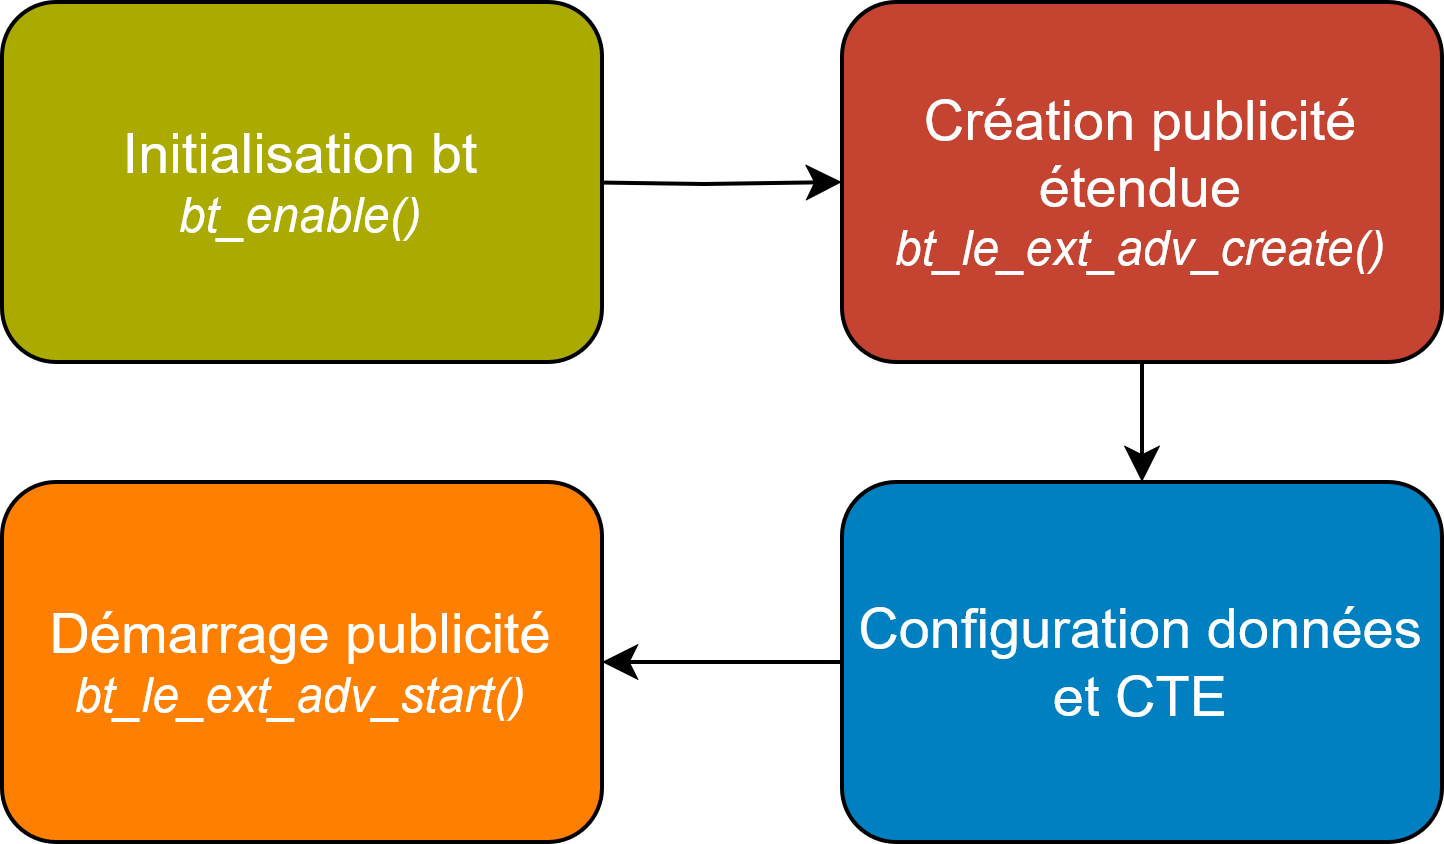 Initialisation bt
bt_enable()
Création publicité
étendue
bt_le_ext_adv_create()
Configuration données
et CTE
Démarrage publicité
bt_le_ext_adv_start()